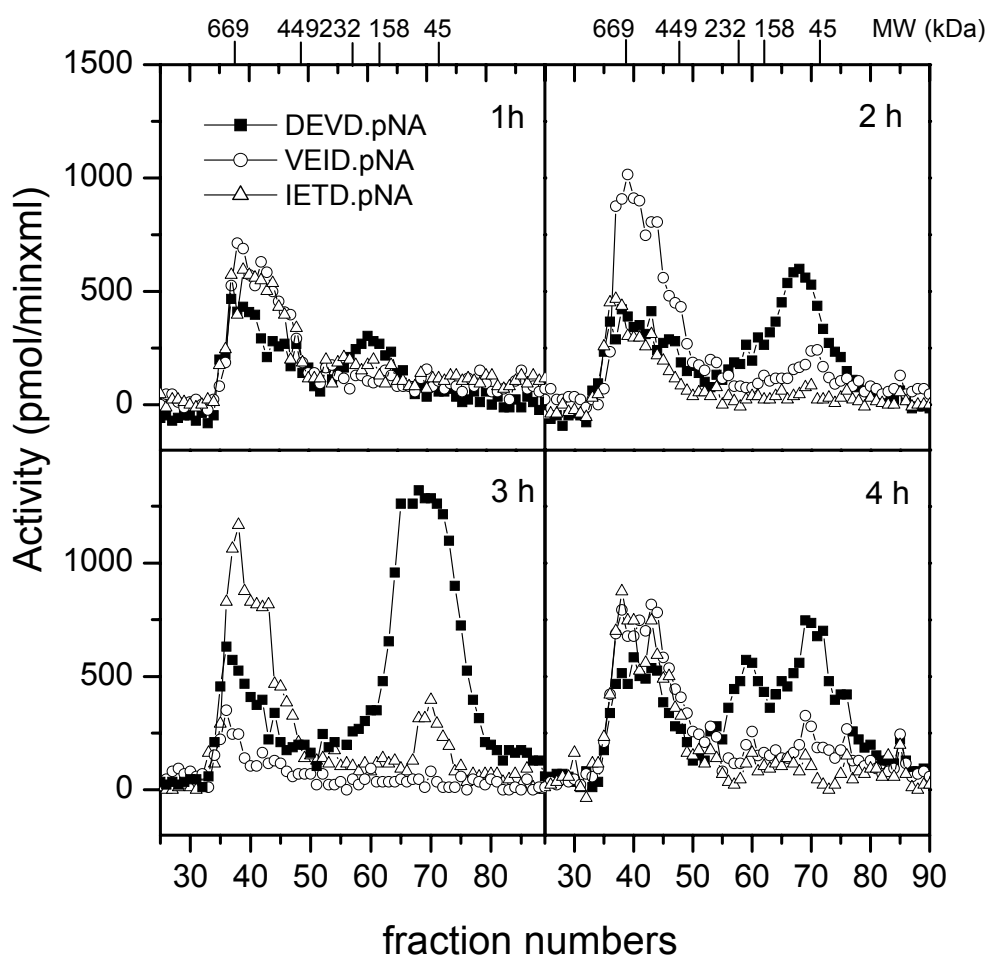 669 449 232 158 45 MW (kDa)
669 449 232 158 45
1500
1000
500
0
1000
500
0
Activity (pmol/minxml)
1h
DEVD.pNA
VEID.pNA
IETD.pNA
2 h
3 h
4 h
30 40 50 60 70 80
30 40 50 60 70 80 90
fraction numbers